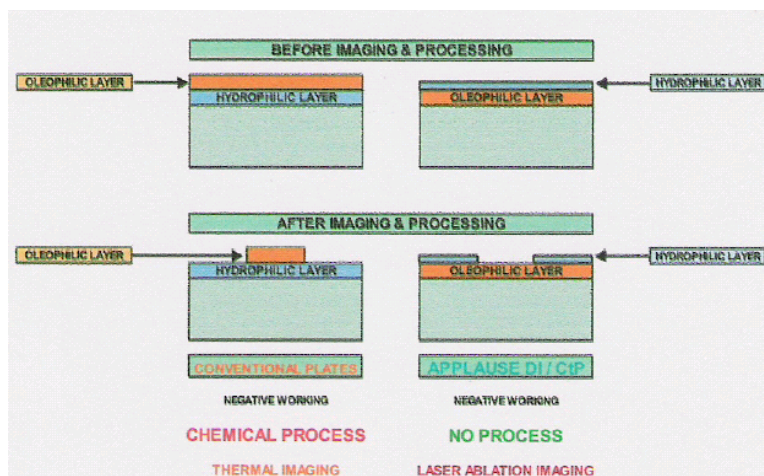 BEFORE IMAGING & PROCESSING
OLEOPHILIC LAYER
HYDROPHILIC LAYER
OLEOPHILIC LAYER
HYDROPHILIC LAYER
AFTER IMAGING & PROCESSING
OLEOPHILIC LAYER
HYDROPHILIC LAYER
OLEOPHILIC LAYER
HYDROPHILIC LAYER
CONVENTIONAL PLATES
APPLAUSE DI / CtP
NEGATIVE WORKING
NEGATIVE WORKING
CHEMICAL PROCESS
NO PROCESS
THERMAL IMAGING
LASER ABLATION IMAGING